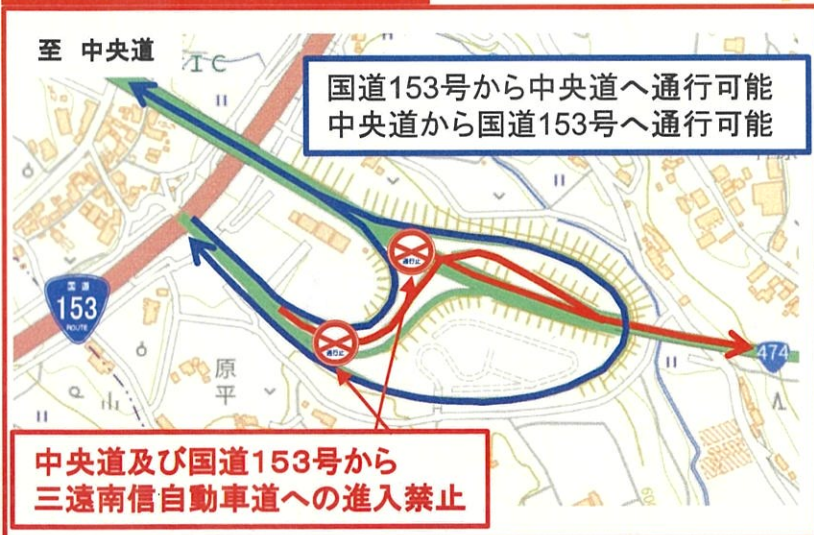 至 中央道
IC
国道153号から中央道へ通行可能
中央道から国道153号へ通行可能
通行止
国道
153
ROUTE
通行止
474
原
平
中央道及び国道153号から
三遠南信自動車道への進入禁止